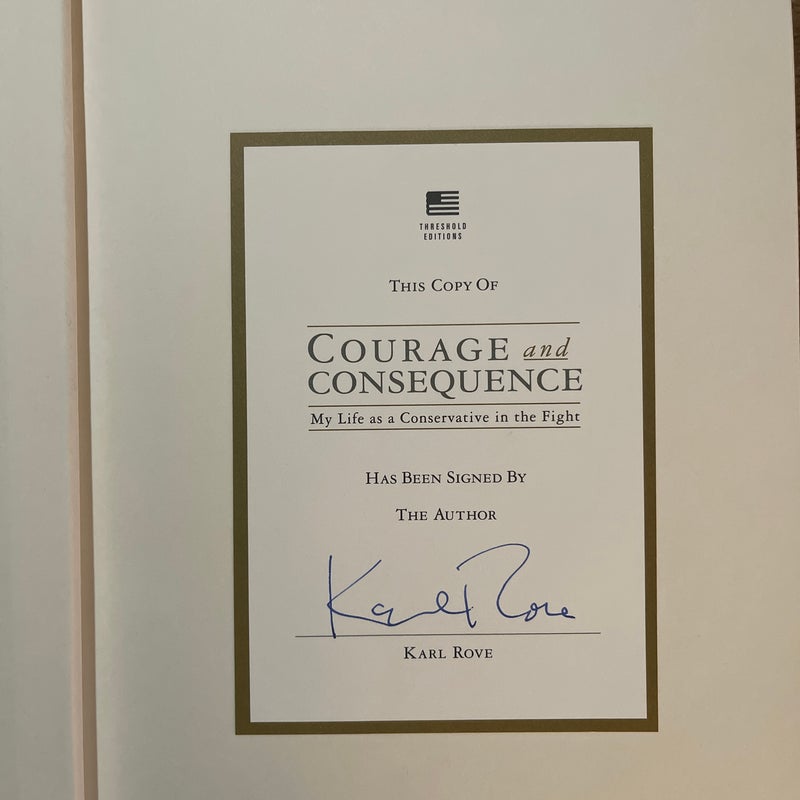 THRESHOLD
EDITIONS
THIS COPY OF
COURAGE and
CONSEQUENCE
My Life as a Conservative in the Fight
HAS BEEN SIGNED BY
THE AUTHOR
Karl Rove
KARL ROVE